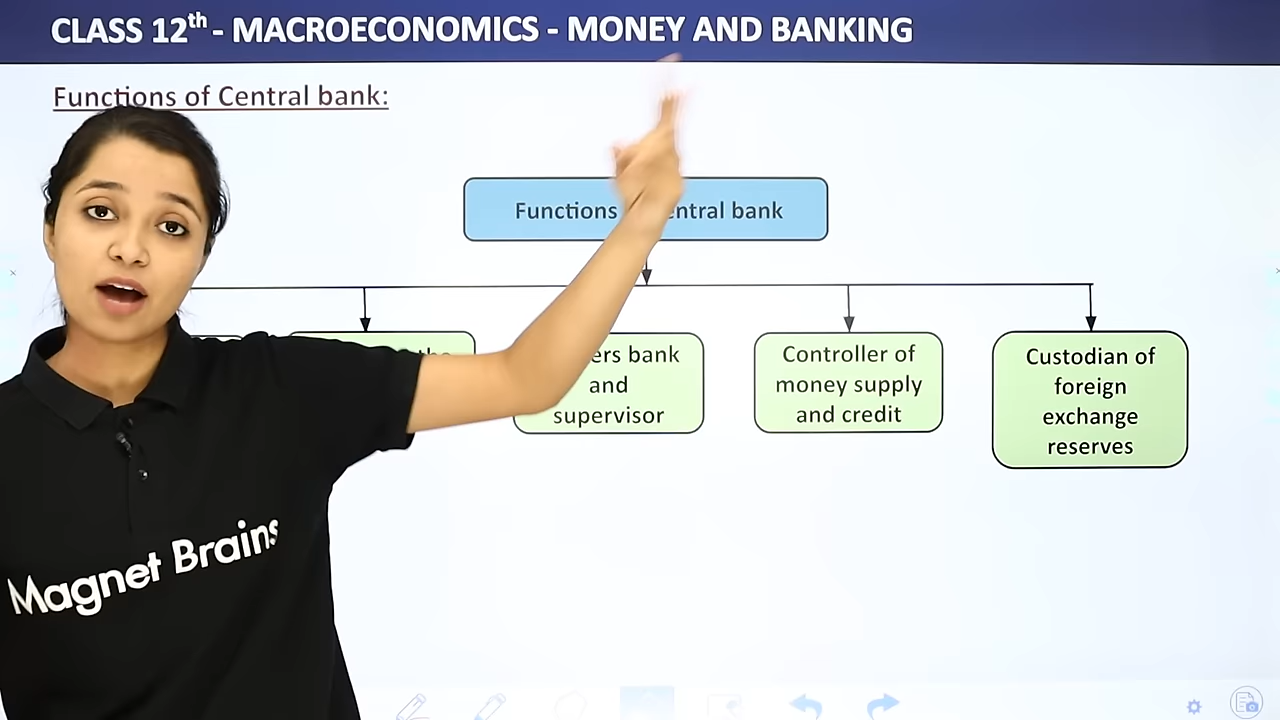 CLASS 12th - MACROECONOMICS - MONEY AND BANKING
Functions of Central bank:
Functions entral bank
the
ers bank
and
supervisor
Controller of
money supply
and credit
Custodian of
foreign
exchange
reserves
Magnet Brains